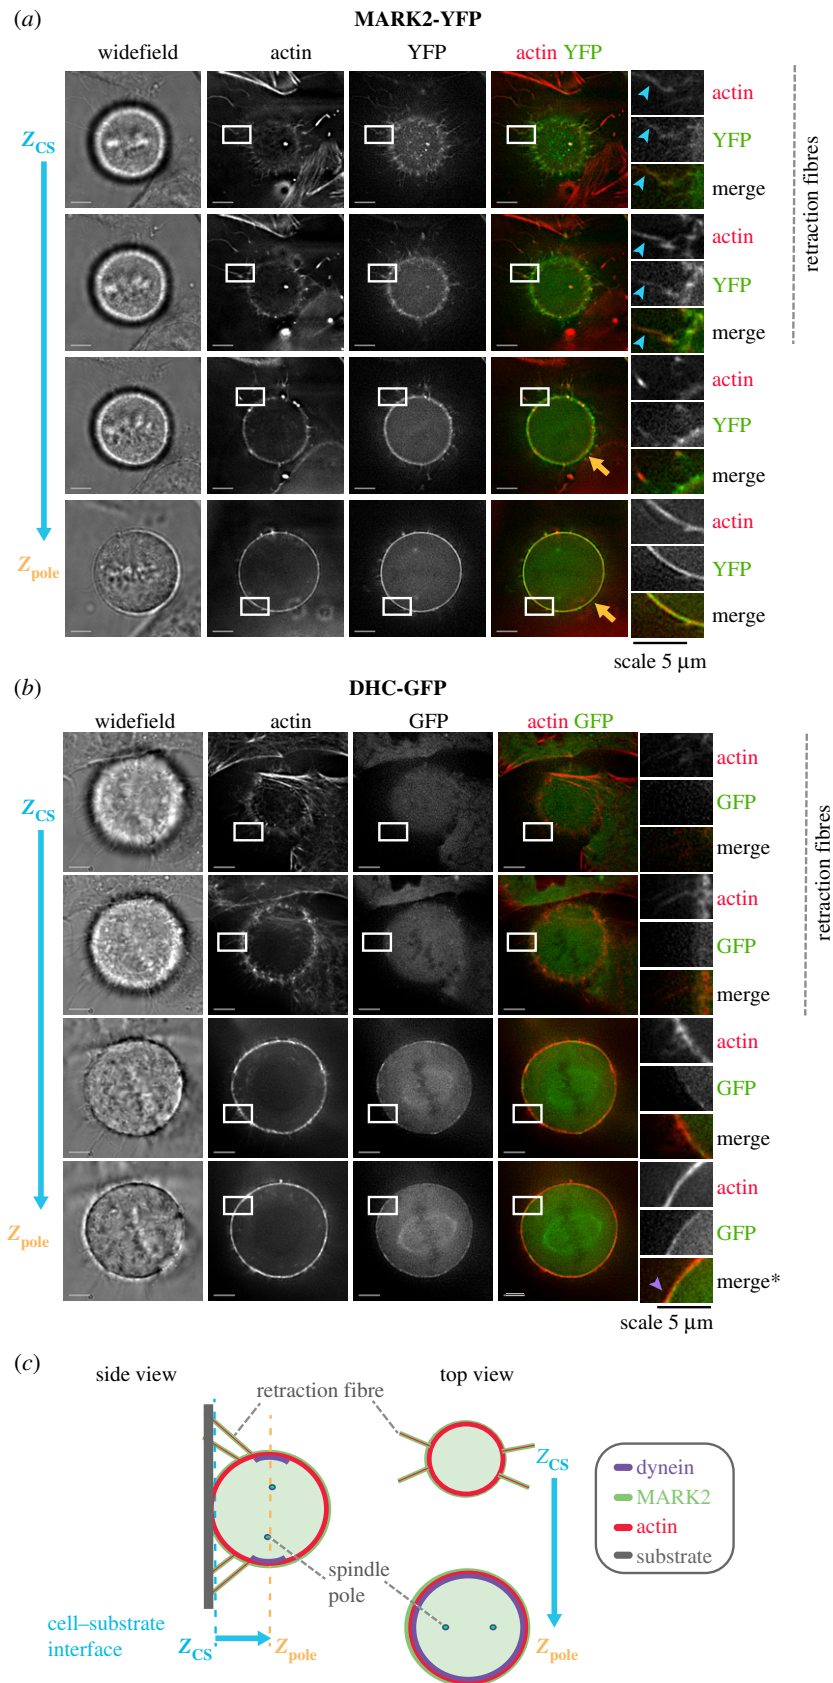 (a)
MARK2-YFP
widefield actin YFP actin YFP
Z_CS
actin
YFP
merge
actin
YFP
merge
retraction fibres
actin
YFP
merge
Z_pole
actin
YFP
merge
scale 5 μm
(b)
DHC-GFP
widefield actin GFP actin GFP
Z_CS
actin
GFP
merge
actin
GFP
merge
retraction fibres
actin
GFP
merge
Z_pole
actin
GFP
merge*
scale 5 μm
(c)
side view
top view
retraction fibre
Z_CS
spindle
pole
cell–substrate
interface
Z_CS
Z_pole
Z_pole
dynein
MARK2
actin
substrate